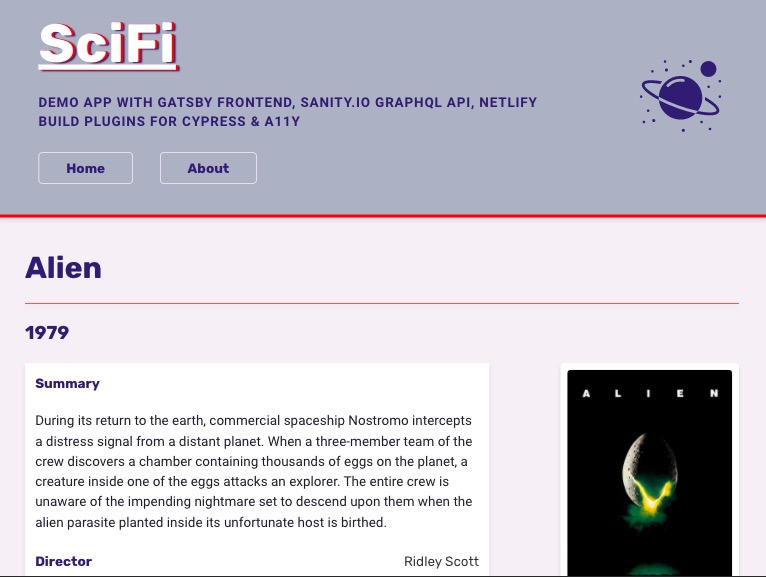 SciFi
DEMO APP WITH GATSBY FRONTEND, SANITY.IO GRAPHQL API, NETLIFY
BUILD PLUGINS FOR CYPRESS & A11Y
Home
About
Alien
1979
Summary
During its return to the earth, commercial spaceship Nostromo intercepts
a distress signal from a distant planet. When a three-member team of the
crew discovers a chamber containing thousands of eggs on the planet, a
creature inside one of the eggs attacks an explorer. The entire crew is
unaware of the impending nightmare set to descend upon them when the
alien parasite planted inside its unfortunate host is birthed.
Director Ridley Scott
A L I E N